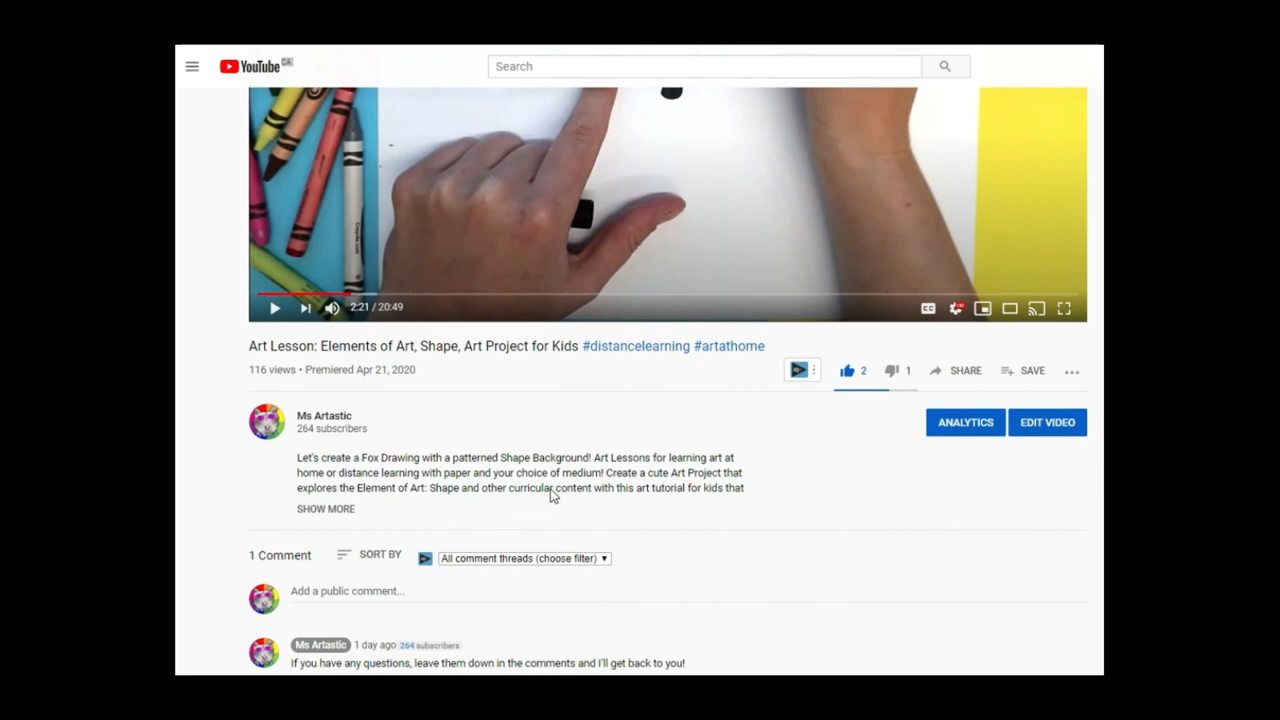 YouTube CA
Search
2:21 / 20:49
CC
HD
Art Lesson: Elements of Art, Shape, Art Project for Kids #distancelearning #artathome
116 views • Premiered Apr 21, 2020
2
1
SHARE
SAVE
Ms Artastic
264 subscribers
ANALYTICS
EDIT VIDEO
Let's create a Fox Drawing with a patterned Shape Background! Art Lessons for learning art at
home or distance learning with paper and your choice of medium! Create a cute Art Project that
explores the Element of Art: Shape and other curricular content with this art tutorial for kids that
SHOW MORE
1 Comment
SORT BY
All comment threads (choose filter)
Add a public comment...
Ms Artastic 1 day ago 264 subscribers
If you have any questions, leave them down in the comments and I'll get back to you!